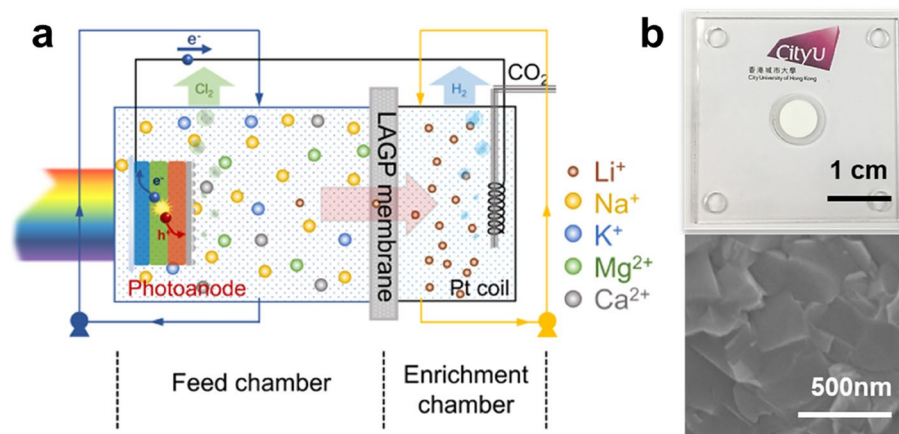 a
e-
Cl₂
H₂
CO₂
LAGP membrane
e-
h+
Photoanode
Pt coil
Li⁺
Na⁺
K⁺
Mg²⁺
Ca²⁺
Feed chamber
Enrichment
chamber
b
CityU
香港城市大學
City University of Hong Kong
1 cm
500nm